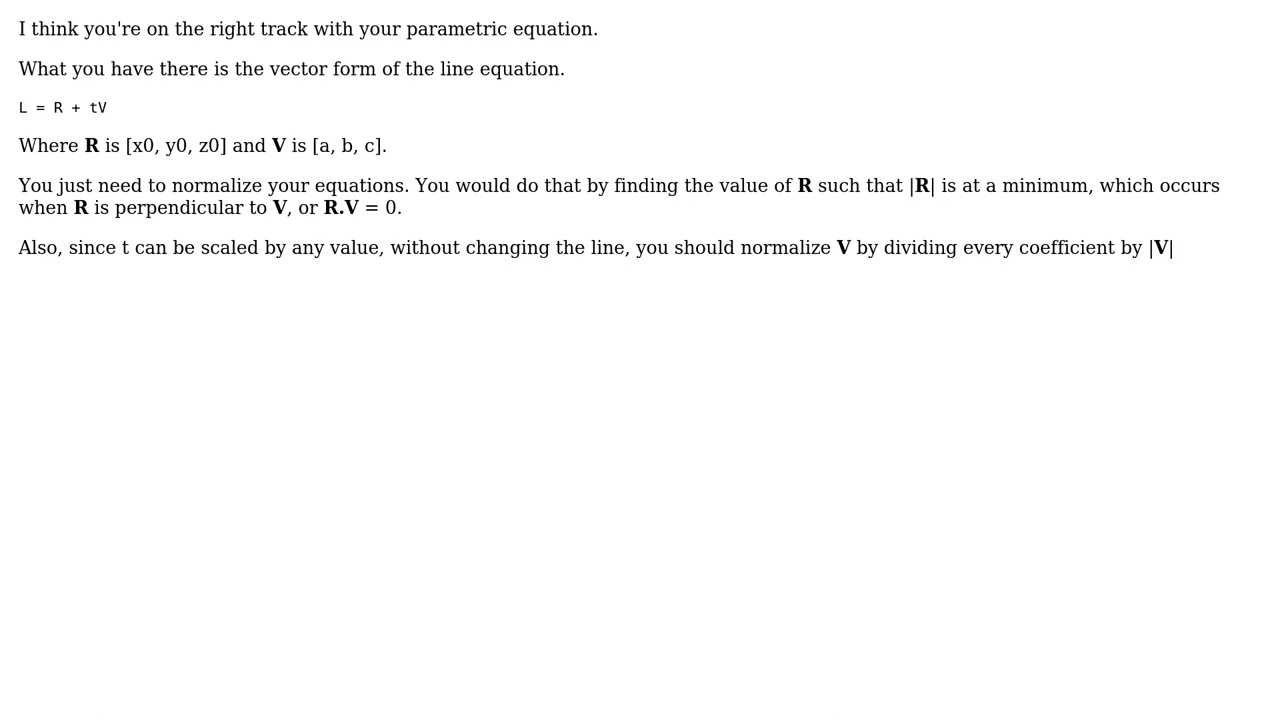 I think you're on the right track with your parametric equation.
What you have there is the vector form of the line equation.
L = R + tV
Where R is [x0, y0, z0] and V is [a, b, c].
You just need to normalize your equations. You would do that by finding the value of R such that |R| is at a minimum, which occurs
when R is perpendicular to V, or R.V = 0.
Also, since t can be scaled by any value, without changing the line, you should normalize V by dividing every coefficient by |V|